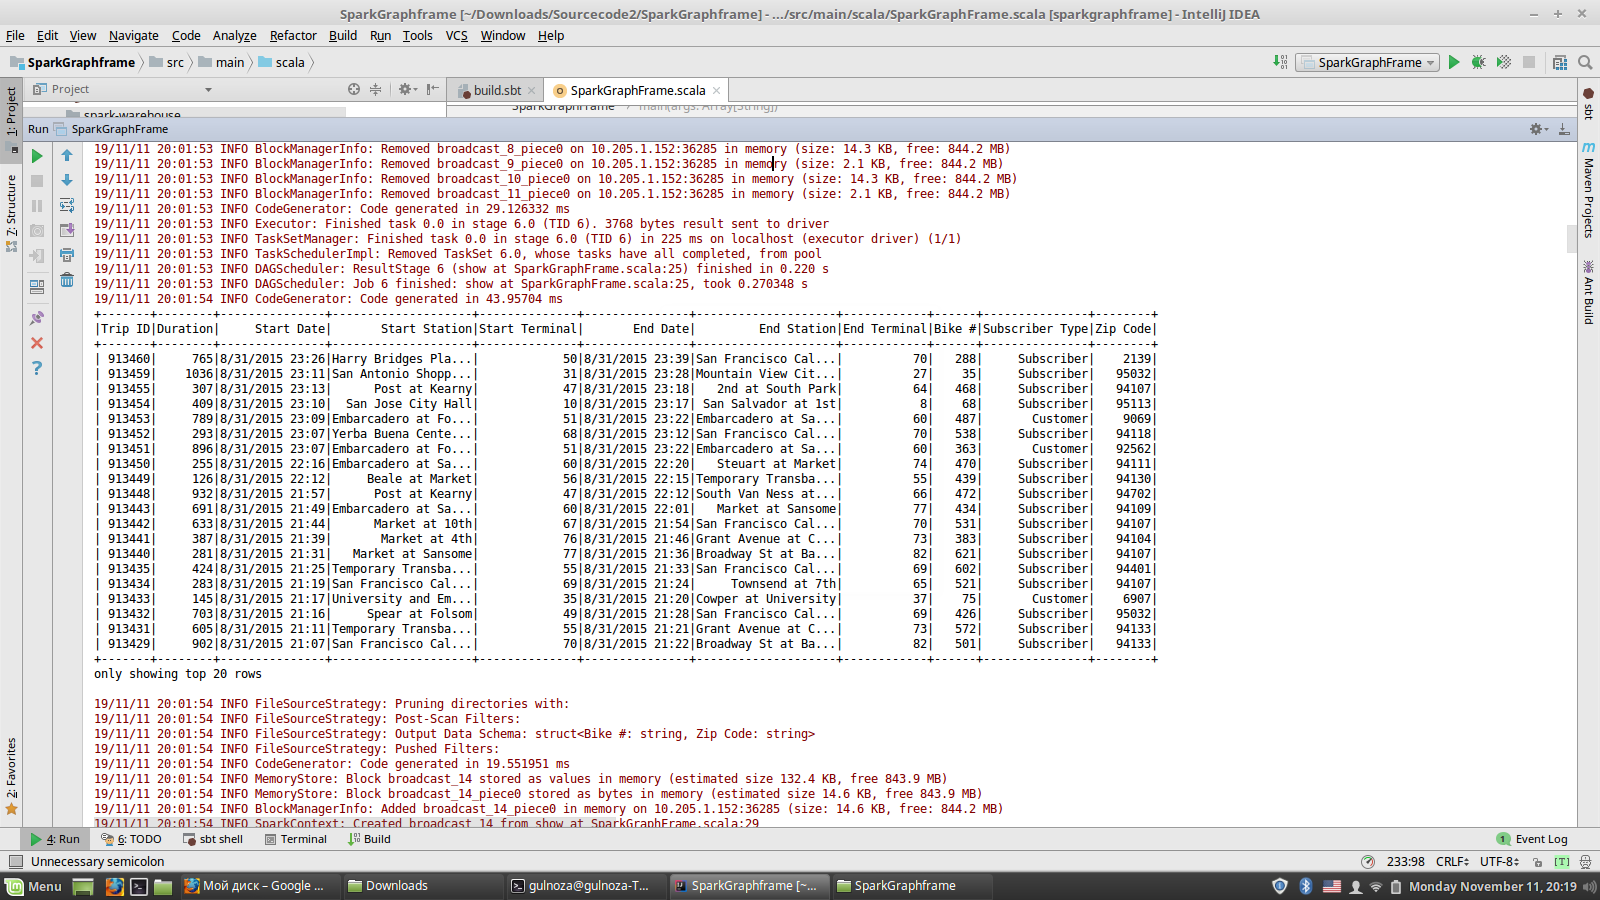 SparkGraphframe [~/Downloads/Sourcecode2/SparkGraphframe] - .../src/main/scala/SparkGraphFrame.scala [sparkgraphframe] - IntelliJ IDEA
File Edit View Navigate Code Analyze Refactor Build Run Tools VCS Window Help
SparkGraphframe src main scala SparkGraphFrame
Project build.sbt SparkGraphFrame.scala
spark-warehouse SparkGraphFrame main(args: Array[String])
Run SparkGraphFrame
1: Project
7: Structure
2: Favorites
sbt
Maven Projects
Ant Build
19/11/11 20:01:53 INFO BlockManagerInfo: Removed broadcast_8_piece0 on 10.205.1.152:36285 in memory (size: 14.3 KB, free: 844.2 MB)
19/11/11 20:01:53 INFO BlockManagerInfo: Removed broadcast_9_piece0 on 10.205.1.152:36285 in memory (size: 2.1 KB, free: 844.2 MB)
19/11/11 20:01:53 INFO BlockManagerInfo: Removed broadcast_10_piece0 on 10.205.1.152:36285 in memory (size: 14.3 KB, free: 844.2 MB)
19/11/11 20:01:53 INFO BlockManagerInfo: Removed broadcast_11_piece0 on 10.205.1.152:36285 in memory (size: 2.1 KB, free: 844.2 MB)
19/11/11 20:01:53 INFO CodeGenerator: Code generated in 29.126332 ms
19/11/11 20:01:53 INFO Executor: Finished task 0.0 in stage 6.0 (TID 6). 3768 bytes result sent to driver
19/11/11 20:01:53 INFO TaskSetManager: Finished task 0.0 in stage 6.0 (TID 6) in 225 ms on localhost (executor driver) (1/1)
19/11/11 20:01:53 INFO TaskSchedulerImpl: Removed TaskSet 6.0, whose tasks have all completed, from pool
19/11/11 20:01:53 INFO DAGScheduler: ResultStage 6 (show at SparkGraphFrame.scala:25) finished in 0.220 s
19/11/11 20:01:53 INFO DAGScheduler: Job 6 finished: show at SparkGraphFrame.scala:25, took 0.270348 s
19/11/11 20:01:54 INFO CodeGenerator: Code generated in 43.95704 ms
+-------+--------+---------------+--------------------+--------------+---------------+--------------------+------------+------+---------------+--------+
|Trip ID|Duration|     Start Date|       Start Station|Start Terminal|       End Date|         End Station|End Terminal|Bike #|Subscriber Type|Zip Code|
+-------+--------+---------------+--------------------+--------------+---------------+--------------------+------------+------+---------------+--------+
| 913460|     765|8/31/2015 23:26|Harry Bridges Pla...|            50|8/31/2015 23:39|San Francisco Cal...|          70|   288|     Subscriber|    2139|
| 913459|    1036|8/31/2015 23:11|San Antonio Shopp...|            31|8/31/2015 23:28|Mountain View Cit...|          27|    35|     Subscriber|   95032|
| 913455|     307|8/31/2015 23:13|      Post at Kearny|            47|8/31/2015 23:18|   2nd at South Park|          64|   468|     Subscriber|   94107|
| 913454|     409|8/31/2015 23:10|  San Jose City Hall|            10|8/31/2015 23:17| San Salvador at 1st|           8|    68|     Subscriber|   95113|
| 913453|     789|8/31/2015 23:09|Embarcadero at Fo...|            51|8/31/2015 23:22|Embarcadero at Sa...|          60|   487|       Customer|    9069|
| 913452|     293|8/31/2015 23:07|Yerba Buena Cente...|            68|8/31/2015 23:12|San Francisco Cal...|          70|   538|     Subscriber|   94118|
| 913451|     896|8/31/2015 23:07|Embarcadero at Fo...|            51|8/31/2015 23:22|Embarcadero at Sa...|          60|   363|       Customer|   92562|
| 913450|     255|8/31/2015 22:16|Embarcadero at Sa...|            60|8/31/2015 22:20|   Steuart at Market|          74|   470|     Subscriber|   94111|
| 913449|     126|8/31/2015 22:12|     Beale at Market|            56|8/31/2015 22:15|Temporary Transba...|          55|   439|     Subscriber|   94130|
| 913448|     932|8/31/2015 21:57|      Post at Kearny|            47|8/31/2015 22:12|South Van Ness at...|          66|   472|     Subscriber|   94702|
| 913443|     691|8/31/2015 21:49|Embarcadero at Sa...|            60|8/31/2015 22:01|   Market at Sansome|          77|   434|     Subscriber|   94109|
| 913442|     633|8/31/2015 21:44|      Market at 10th|            67|8/31/2015 21:54|San Francisco Cal...|          70|   531|     Subscriber|   94107|
| 913441|     387|8/31/2015 21:39|       Market at 4th|            76|8/31/2015 21:46|Grant Avenue at C...|          73|   383|     Subscriber|   94104|
| 913440|     281|8/31/2015 21:31|   Market at Sansome|            77|8/31/2015 21:36|Broadway St at Ba...|          82|   621|     Subscriber|   94107|
| 913435|     424|8/31/2015 21:25|Temporary Transba...|            55|8/31/2015 21:33|San Francisco Cal...|          69|   602|     Subscriber|   94401|
| 913434|     283|8/31/2015 21:19|San Francisco Cal...|            69|8/31/2015 21:24|     Townsend at 7th|          65|   521|     Subscriber|   94107|
| 913433|     145|8/31/2015 21:17|University and Em...|            35|8/31/2015 21:20|Cowper at University|          37|    75|       Customer|    6907|
| 913432|     703|8/31/2015 21:16|     Spear at Folsom|            49|8/31/2015 21:28|San Francisco Cal...|          69|   426|     Subscriber|   95032|
| 913431|     605|8/31/2015 21:11|Temporary Transba...|            55|8/31/2015 21:21|Grant Avenue at C...|          73|   572|     Subscriber|   94133|
| 913429|     902|8/31/2015 21:07|San Francisco Cal...|            70|8/31/2015 21:22|Broadway St at Ba...|          82|   501|     Subscriber|   94133|
+-------+--------+---------------+--------------------+--------------+---------------+--------------------+------------+------+---------------+--------+
only showing top 20 rows
19/11/11 20:01:54 INFO FileSourceStrategy: Pruning directories with:
19/11/11 20:01:54 INFO FileSourceStrategy: Post-Scan Filters:
19/11/11 20:01:54 INFO FileSourceStrategy: Output Data Schema: struct<Bike #: string, Zip Code: string>
19/11/11 20:01:54 INFO FileSourceStrategy: Pushed Filters:
19/11/11 20:01:54 INFO CodeGenerator: Code generated in 19.551951 ms
19/11/11 20:01:54 INFO MemoryStore: Block broadcast_14 stored as values in memory (estimated size 132.4 KB, free 843.9 MB)
19/11/11 20:01:54 INFO MemoryStore: Block broadcast_14_piece0 stored as bytes in memory (estimated size 14.6 KB, free 843.9 MB)
19/11/11 20:01:54 INFO BlockManagerInfo: Added broadcast_14_piece0 in memory on 10.205.1.152:36285 (size: 14.6 KB, free: 844.2 MB)
19/11/11 20:01:54 INFO SparkContext: Created broadcast 14 from show at SparkGraphFrame.scala:29
4: Run 6: TODO sbt shell Terminal Build 1 Event Log
Unnecessary semicolon 233:98 CRLF UTF-8 [T]
Menu Мой диск – Google ... Downloads gulnoza@gulnoza-T... SparkGraphframe [~... SparkGraphframe Monday November 11, 20:19